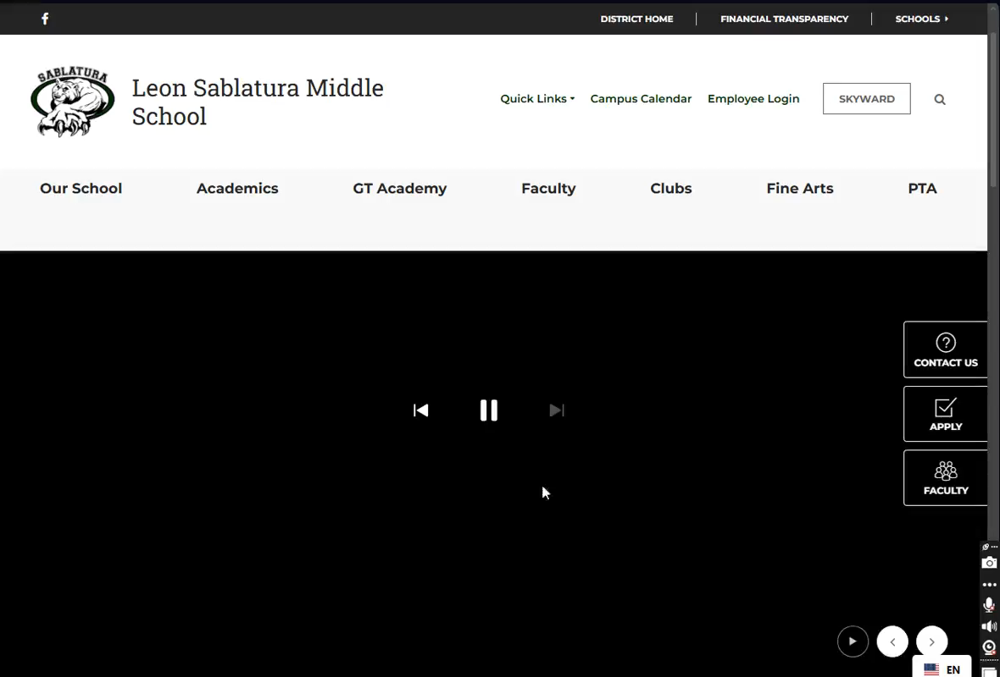 DISTRICT HOME
FINANCIAL TRANSPARENCY
SCHOOLS
SABLATURA
Leon Sablatura Middle
School
Quick Links
Campus Calendar
Employee Login
SKYWARD
Our School
Academics
GT Academy
Faculty
Clubs
Fine Arts
PTA
CONTACT US
APPLY
FACULTY
EN